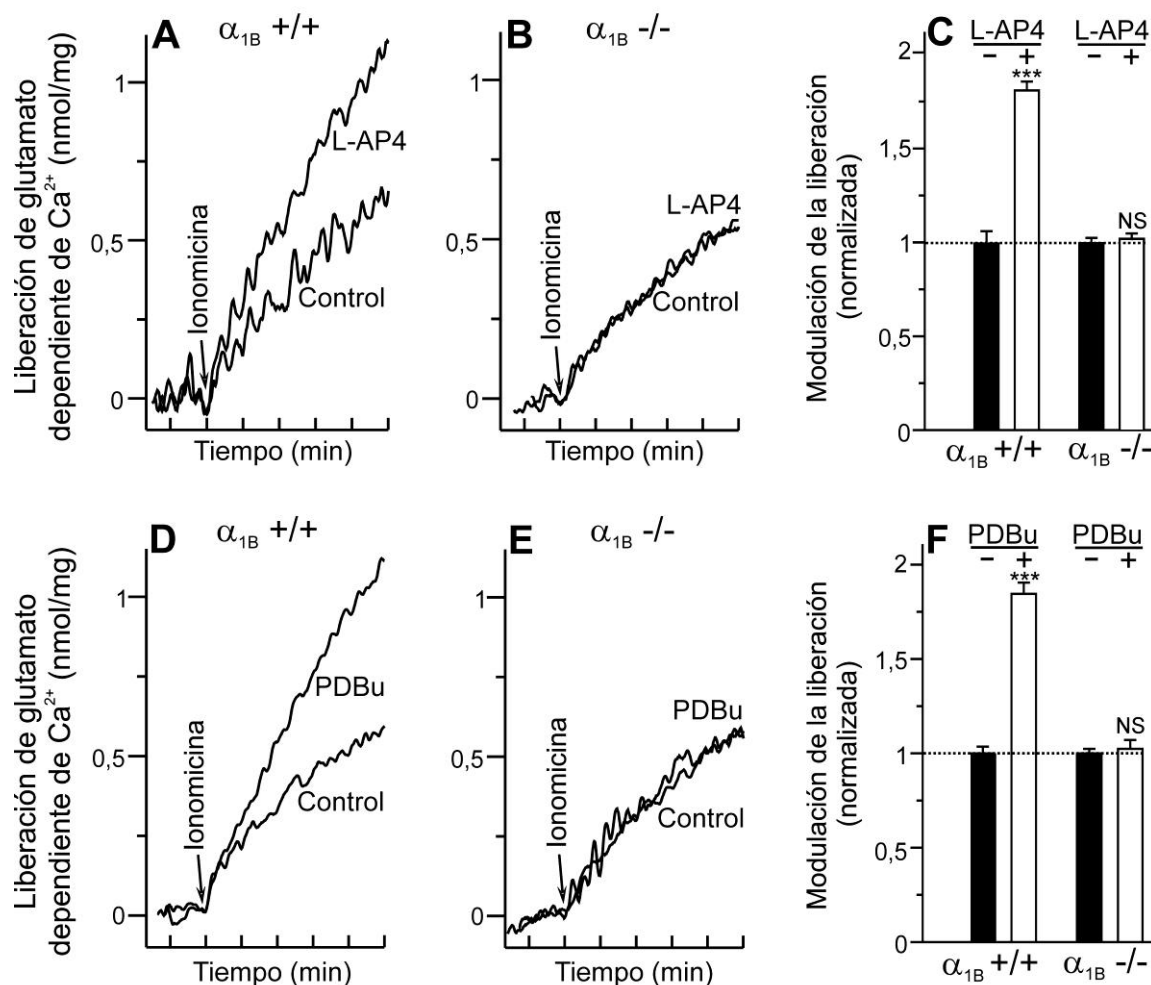 A
α1B +/+
Liberación de glutamato
dependiente de Ca2+ (nmol/mg)
1
0,5
0
L-AP4
Ionomicina
Control
Tiempo (min)
B
α1B -/-
1
0,5
0
L-AP4
Ionomicina
Control
Tiempo (min)
C
L-AP4 L-AP4
− + − +
***
NS
Modulación de la liberación
(normalizada)
2
1,5
1
0,5
0
α1B +/+ α1B -/-
D
α1B +/+
Liberación de glutamato
dependiente de Ca2+ (nmol/mg)
1
0,5
0
PDBu
Ionomicina
Control
Tiempo (min)
E
α1B -/-
1
0,5
0
PDBu
Ionomicina
Control
Tiempo (min)
F
PDBu PDBu
− + − +
***
NS
Modulación de la liberación
(normalizada)
2
1,5
1
0,5
0
α1B +/+ α1B -/-